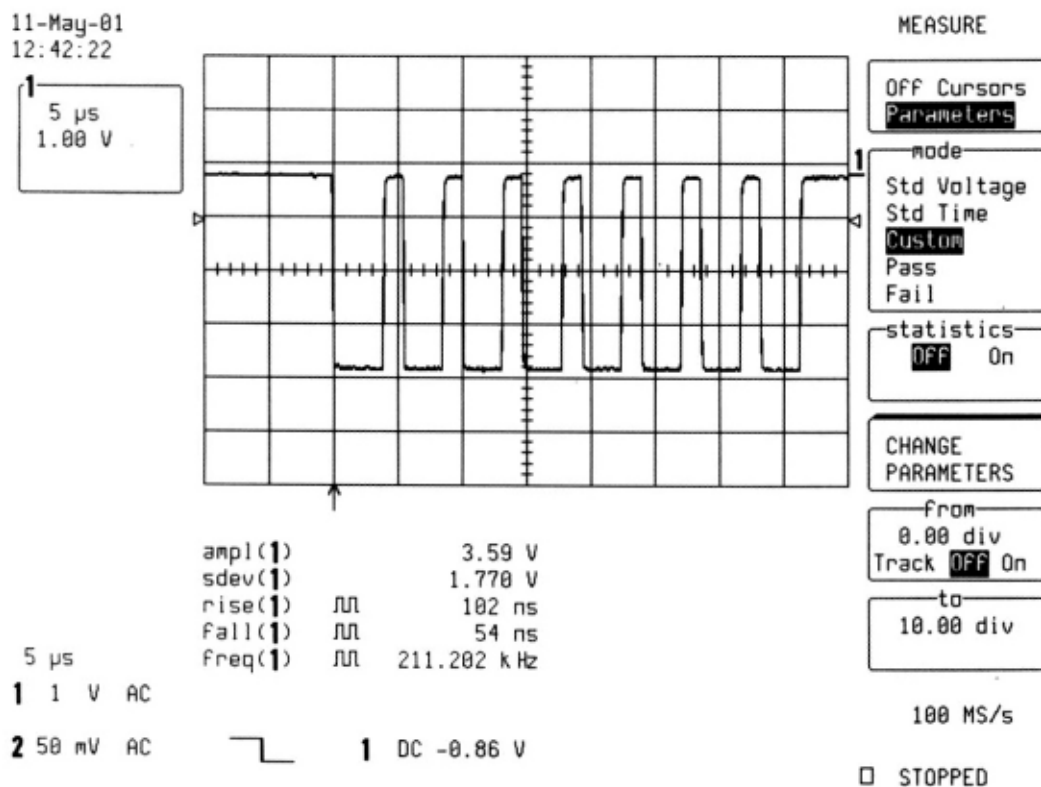 11-May-01
12:42:22
1
5 µs
1.00 V
MEASURE
Off Cursors
Parameters
mode
Std Voltage
Std Time
Custom
Pass
Fail
statistics
Off On
CHANGE
PARAMETERS
from
0.00 div
Track Off On
to
10.00 div
1
ampl(1) 3.59 V
sdev(1) 1.770 V
rise(1) 102 ns
fall(1) 54 ns
freq(1) 211.202 kHz
5 µs
1 1 V AC
2 50 mV AC
1 DC -0.86 V
100 MS/s
STOPPED